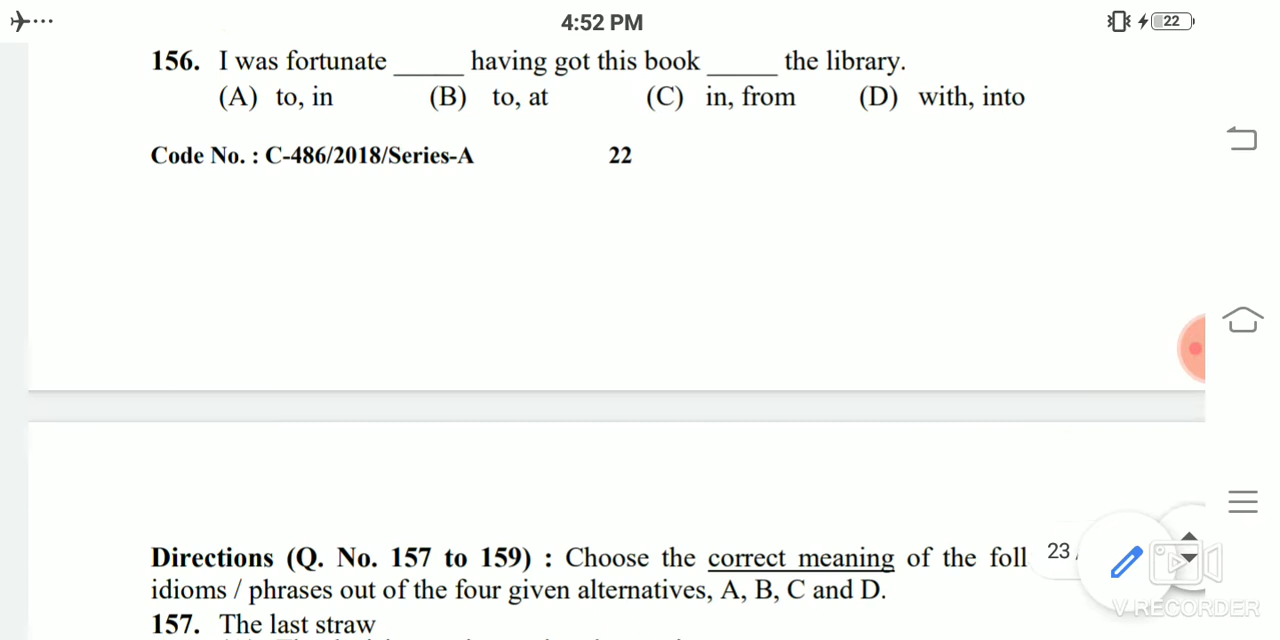 4:52 PM
22
156. I was fortunate _____ having got this book _____ the library.
(A) to, in (B) to, at (C) in, from (D) with, into
Code No. : C-486/2018/Series-A 22
Directions (Q. No. 157 to 159) : Choose the correct meaning of the foll
23
idioms / phrases out of the four given alternatives, A, B, C and D.
157. The last straw
V RECORDER